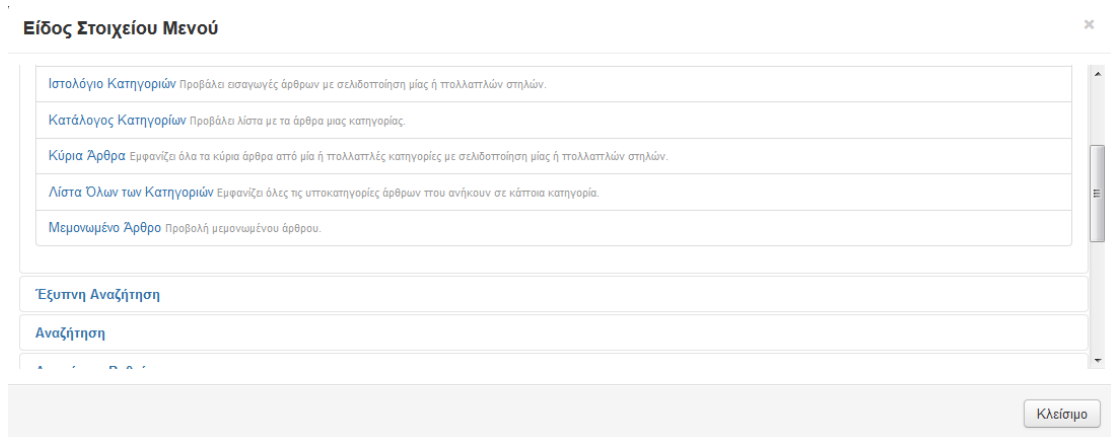 Είδος Στοιχείου Μενού
×
Ιστολόγιο Κατηγοριών Προβάλει εισαγωγές άρθρων με σελιδοποίηση μίας ή πολλαπλών στηλών.
Κατάλογος Κατηγορίων Προβάλει λίστα με τα άρθρα μιας κατηγορίας.
Κύρια Άρθρα Εμφανίζει όλα τα κύρια άρθρα από μία ή πολλαπλές κατηγορίες με σελιδοποίηση μίας ή πολλαπλών στηλών.
Λίστα Όλων των Κατηγοριών Εμφανίζει όλες τις υποκατηγορίες άρθρων που ανήκουν σε κάποια κατηγορία.
Μεμονωμένο Άρθρο Προβολή μεμονωμένου άρθρου.
Έξυπνη Αναζήτηση
Αναζήτηση
Κλείσιμο